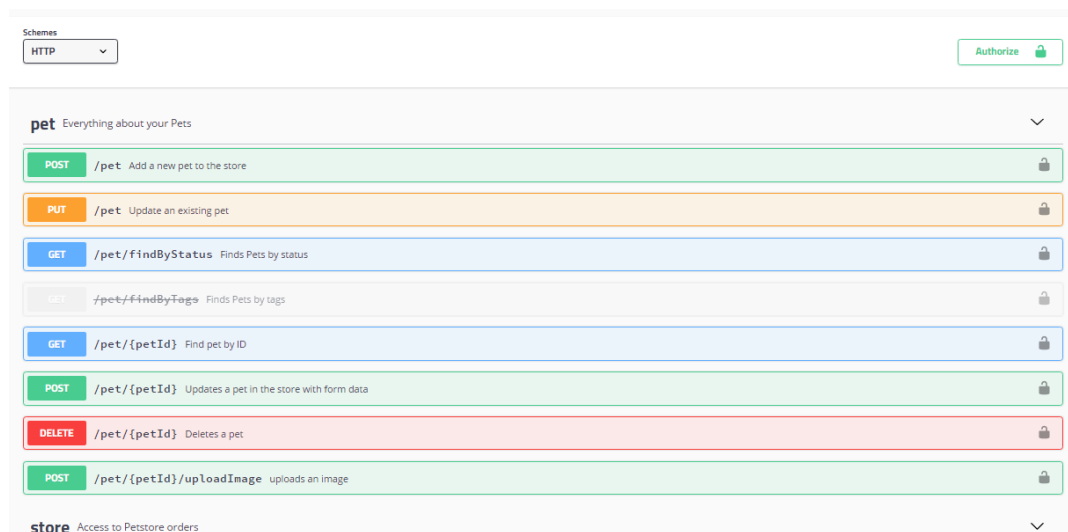 Schemes
HTTP
Authorize
pet Everything about your Pets
POST /pet Add a new pet to the store
PUT /pet Update an existing pet
GET /pet/findByStatus Finds Pets by status
GET /pet/findByTags Finds Pets by tags
GET /pet/{petId} Find pet by ID
POST /pet/{petId} Updates a pet in the store with form data
DELETE /pet/{petId} Deletes a pet
POST /pet/{petId}/uploadImage uploads an image
store Access to Petstore orders